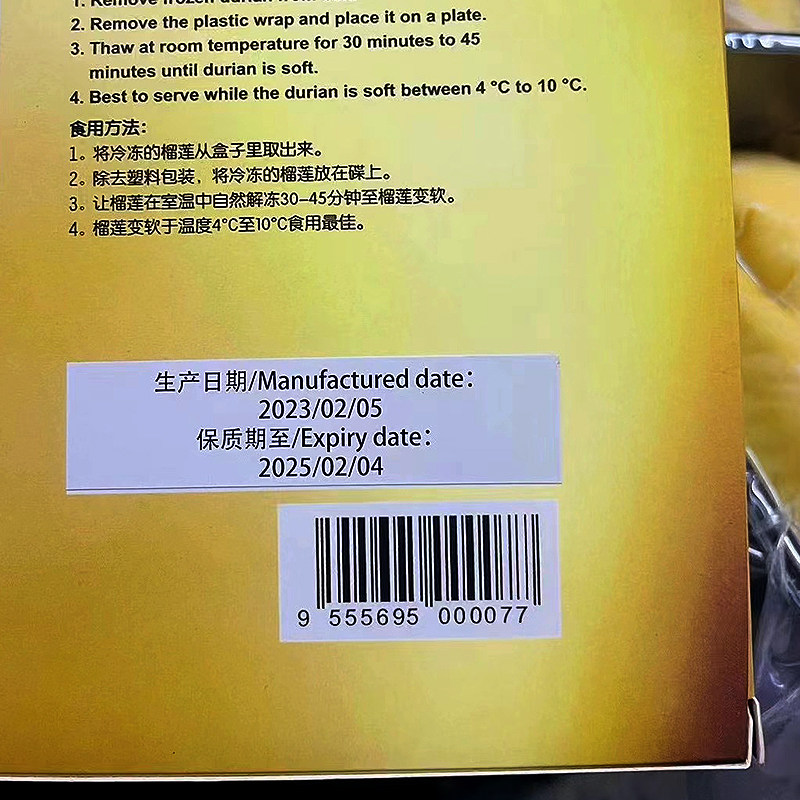 1. Remove frozen durian from
2. Remove the plastic wrap and place it on a plate.
3. Thaw at room temperature for 30 minutes to 45
minutes until durian is soft.
4. Best to serve while the durian is soft between 4 °C to 10 °C.
食用方法：
1。将冷冻的榴莲从盒子里取出来。
2。除去塑料包装，将冷冻的榴莲放在碟上。
3。让榴莲在室温中自然解冻30-45分钟至榴莲变软。
4。榴莲变软于温度4°C至10°C食用最佳。
生产日期/Manufactured date：
2023/02/05
保质期至/Expiry date：
2025/02/04
9 555695 000077